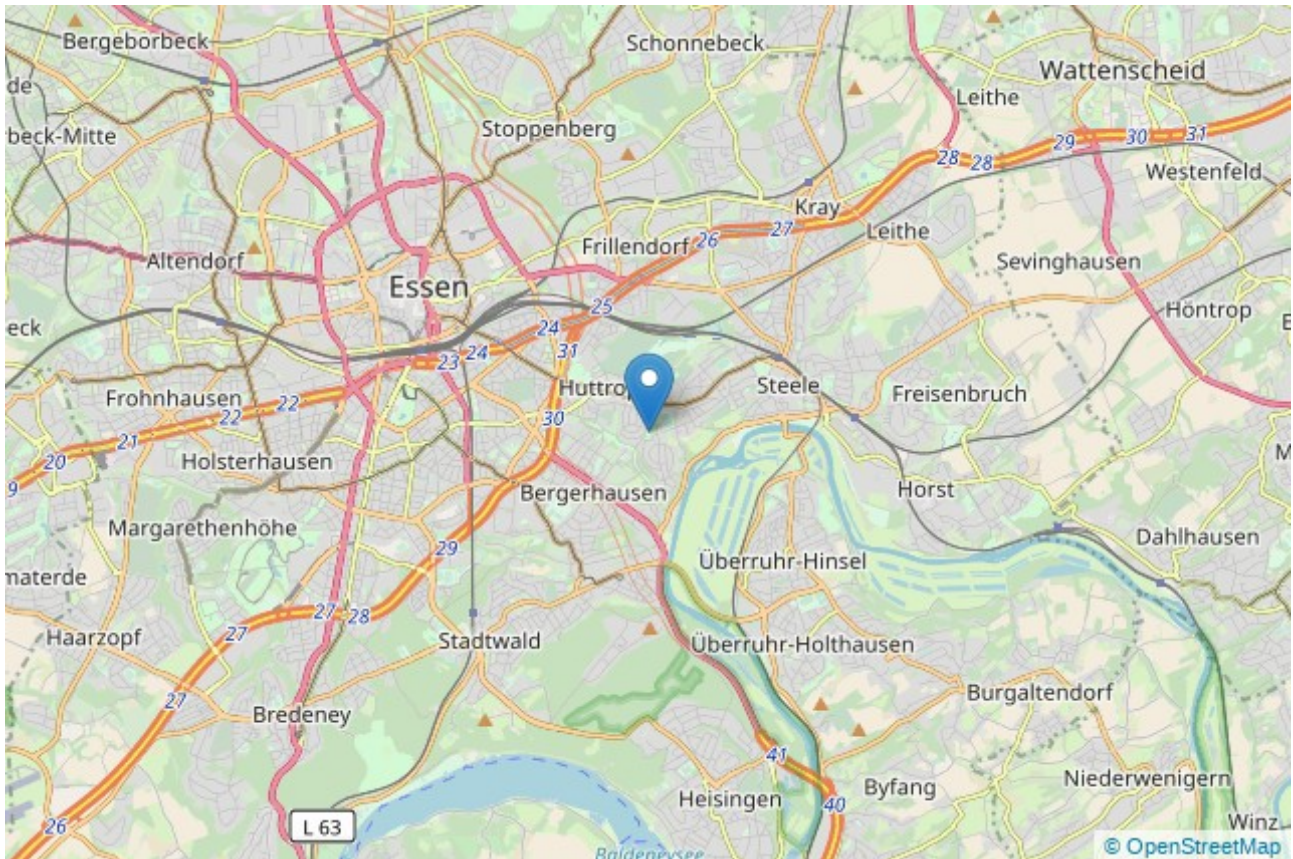 Bergeborbeck
Schonnebeck
Wattenscheid
de
Leithe
rbeck-Mitte
Stoppenberg
29
30
31
28
28
Westenfeld
Kray
27
26
Leithe
Frillendorf
Altendorf
Sevinghausen
Essen
25
Höntrop
eck
24
E
31
24
23
Huttrop
Steele
Freisenbruch
Frohnhausen
22
22
30
21
20
Holsterhausen
M
9
Bergerhausen
Horst
Margarethenhöhe
Dahlhausen
29
Überruhr-Hinsel
materde
27
28
27
Haarzopf
Stadtwald
Überruhr-Holthausen
27
Burgaltendorf
Bredeney
41
Byfang
Niederwenigern
Heisingen
40
26
L 63
Winz
Baldeneysee
© OpenStreetMap